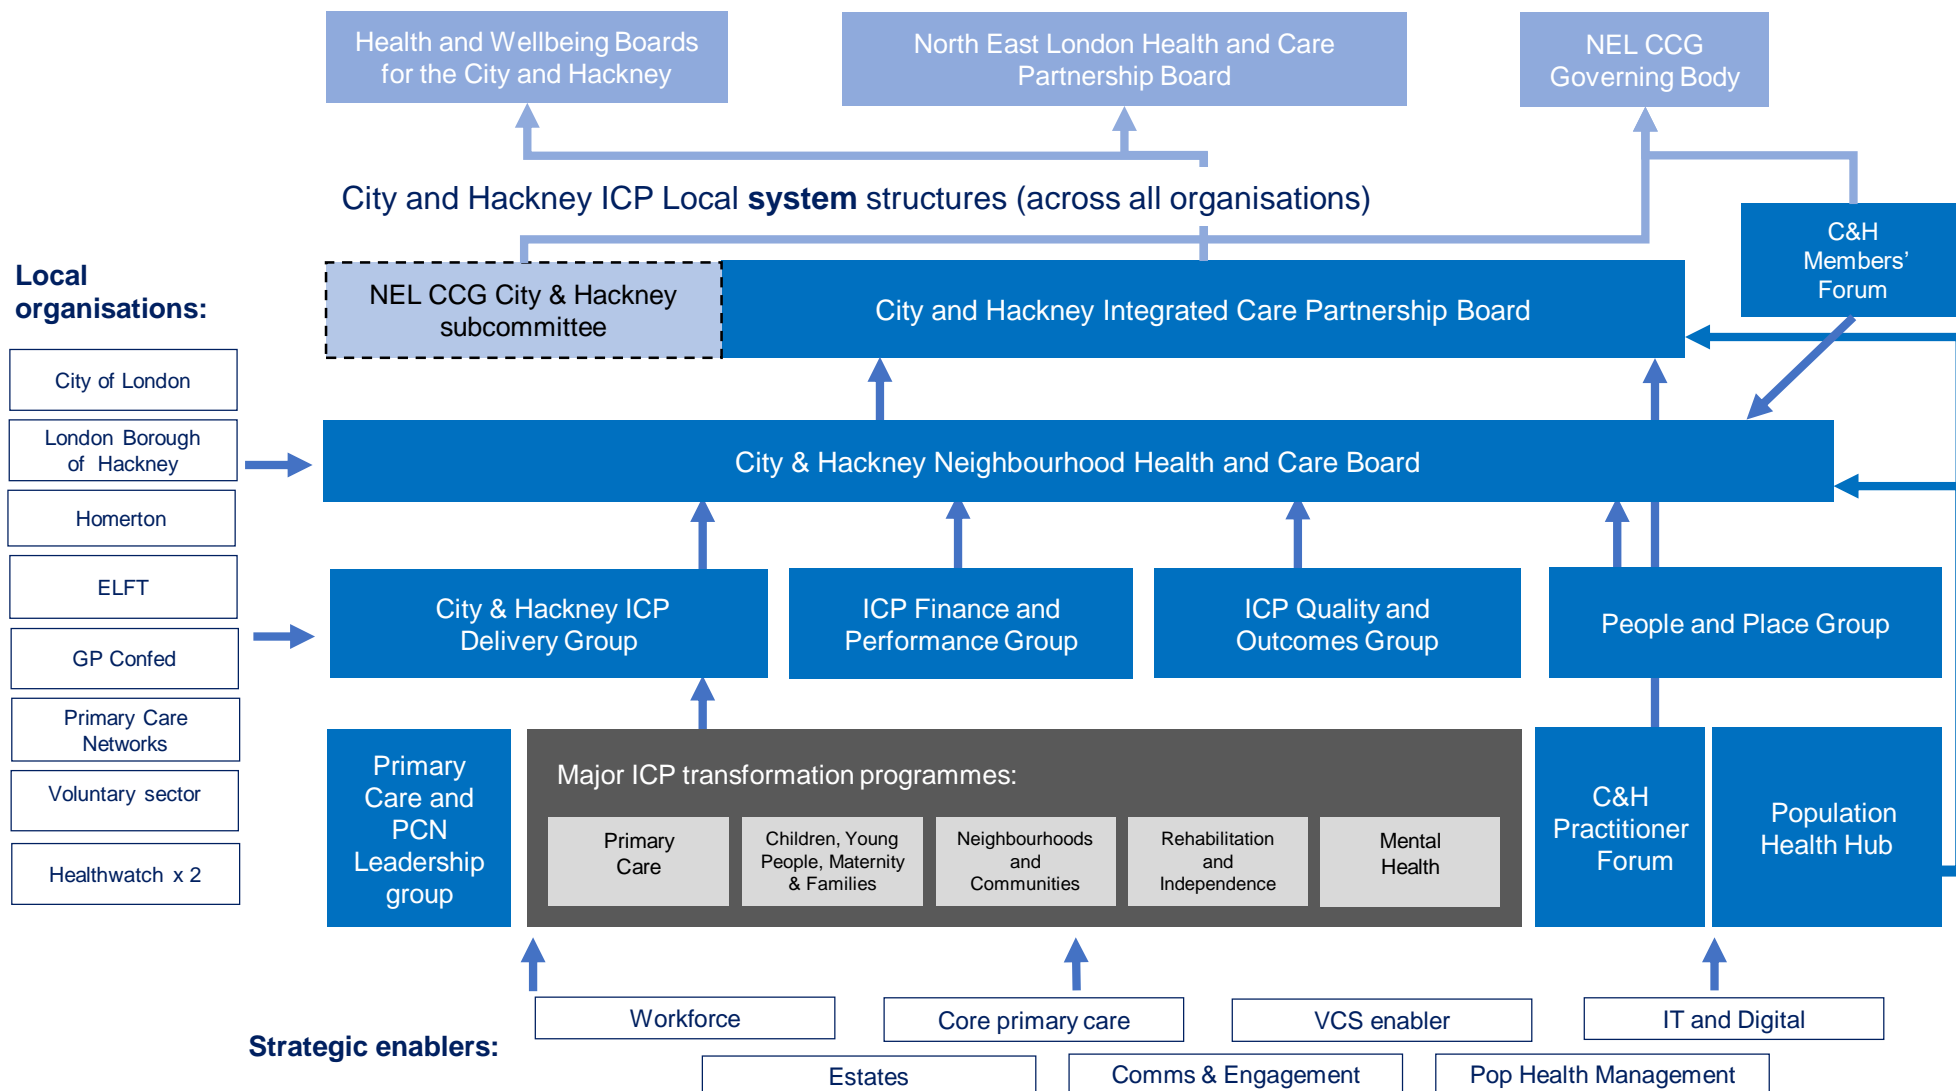 Health and Wellbeing Boards
for the City and Hackney
North East London Health and Care
Partnership Board
NEL CCG
Governing Body
City and Hackney ICP Local system structures (across all organisations)
C&H
Members’
Forum
Local
organisations:
NEL CCG City & Hackney
subcommittee
City and Hackney Integrated Care Partnership Board
City of London
London Borough
of Hackney
Homerton
ELFT
GP Confed
Primary Care
Networks
Voluntary sector
Healthwatch x 2
City & Hackney Neighbourhood Health and Care Board
City & Hackney ICP
Delivery Group
ICP Finance and
Performance Group
ICP Quality and
Outcomes Group
People and Place Group
Primary
Care and
PCN
Leadership
group
Major ICP transformation programmes:
Primary
Care
Children, Young
People, Maternity
& Families
Neighbourhoods
and
Communities
Rehabilitation
and
Independence
Mental
Health
C&H
Practitioner
Forum
Population
Health Hub
Strategic enablers:
Workforce
Core primary care
VCS enabler
IT and Digital
Estates
Comms & Engagement
Pop Health Management